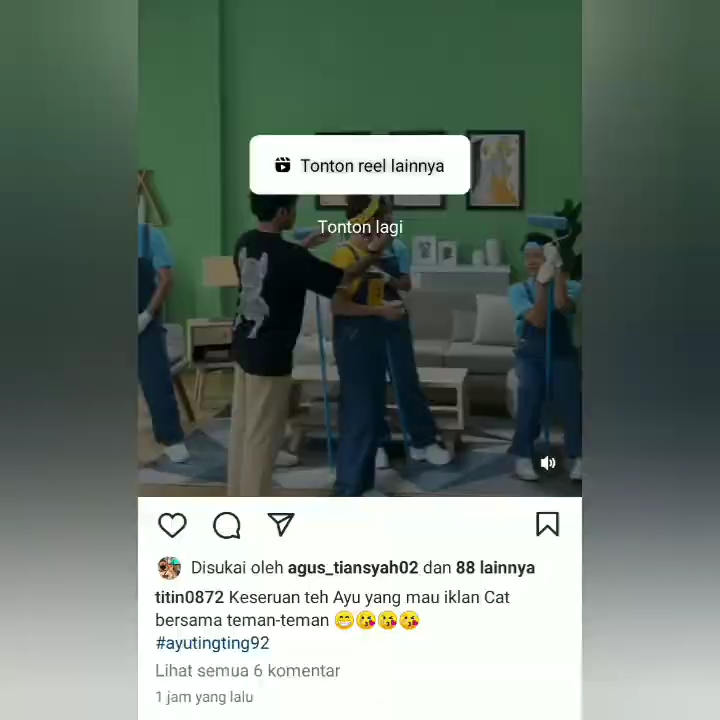 Tonton reel lainnya
Tonton lagi
Disukai oleh agus_tiansyah02 dan 88 lainnya
titin0872 Keseruan teh Ayu yang mau iklan Cat
bersama teman-teman 😁😘😘😘
#ayutingting92
Lihat semua 6 komentar
1 jam yang lalu